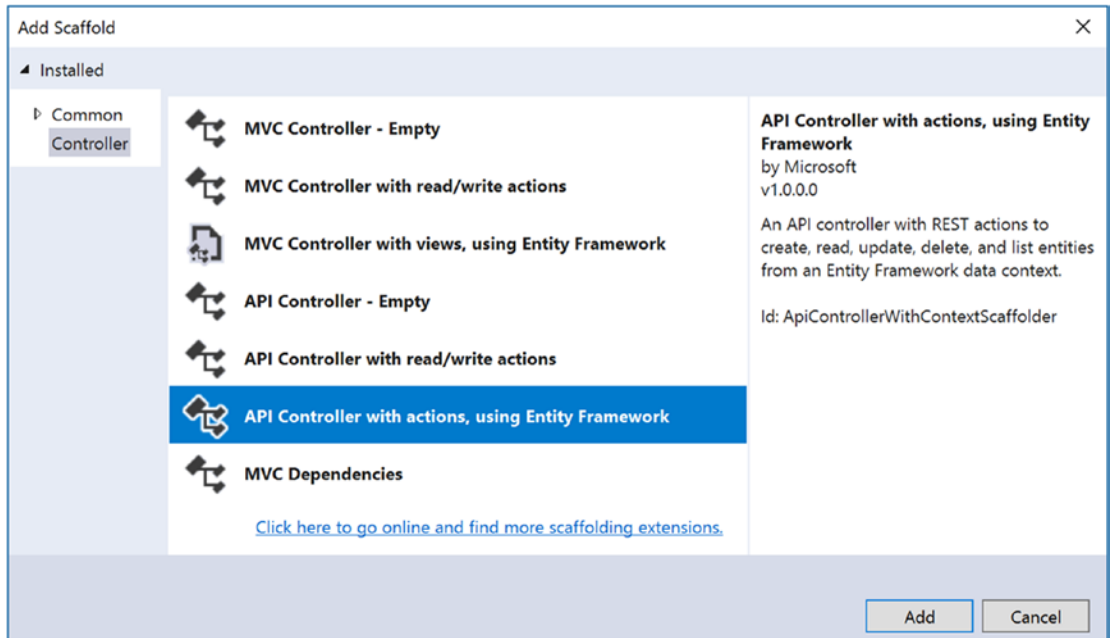 Add Scaffold
Installed
Common
Controller
MVC Controller - Empty
MVC Controller with read/write actions
MVC Controller with views, using Entity Framework
API Controller - Empty
API Controller with read/write actions
API Controller with actions, using Entity Framework
MVC Dependencies
Click here to go online and find more scaffolding extensions.
API Controller with actions, using Entity
Framework
by Microsoft
v1.0.0.0
An API controller with REST actions to
create, read, update, delete, and list entities
from an Entity Framework data context.
Id: ApiControllerWithContextScaffolder
Add
Cancel